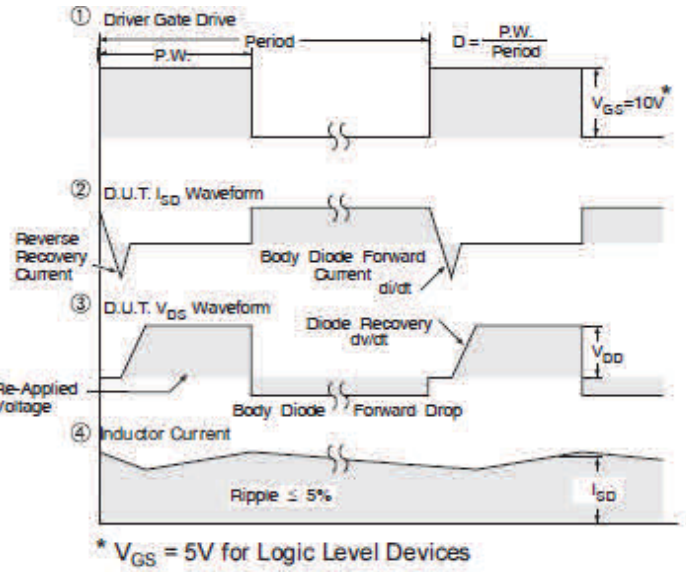 ① Driver Gate Drive
Period
P.W.
D = P.W. / Period
V_GS=10V*
② D.U.T. I_SD Waveform
Reverse
Recovery
Current
Body Diode Forward
Current
di/dt
③ D.U.T. V_DS Waveform
Diode Recovery
dv/dt
V_DD
Re-Applied
Voltage
Body Diode Forward Drop
④ Inductor Current
Ripple ≤ 5%
I_SD
* V_GS = 5V for Logic Level Devices